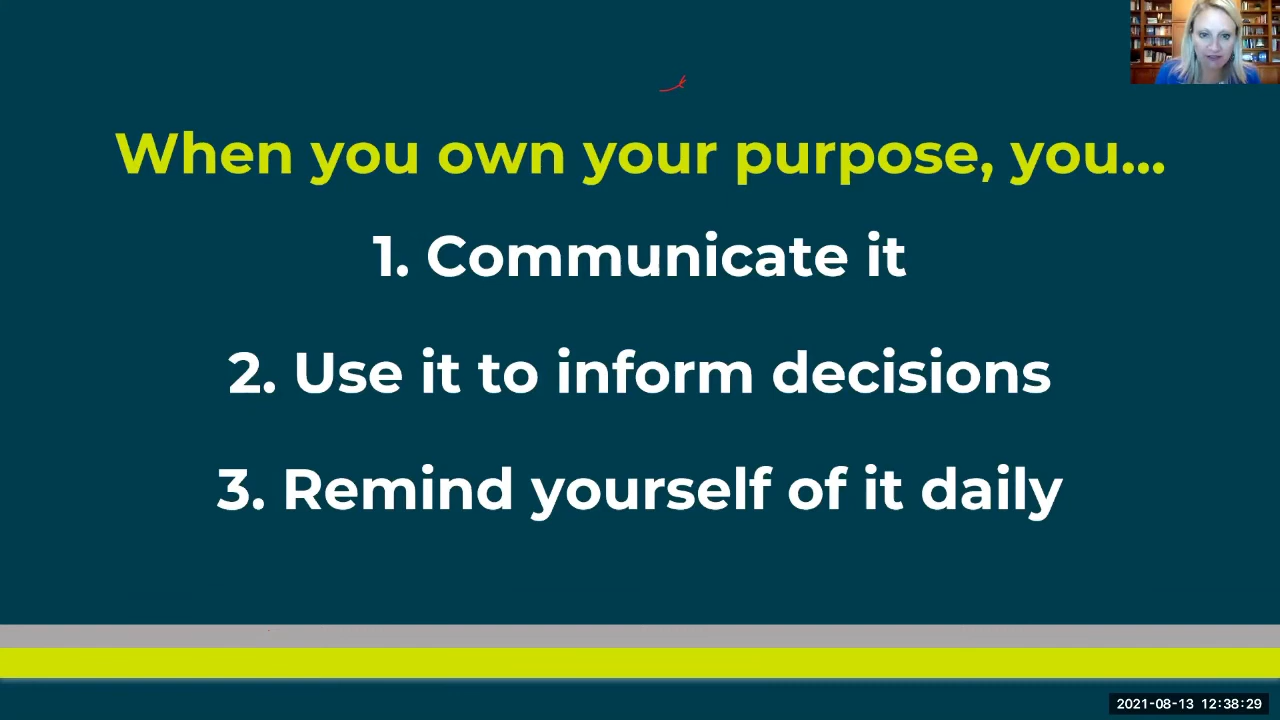 When you own your purpose, you...
1. Communicate it
2. Use it to inform decisions
3. Remind yourself of it daily
2021-08-13 12:38:29